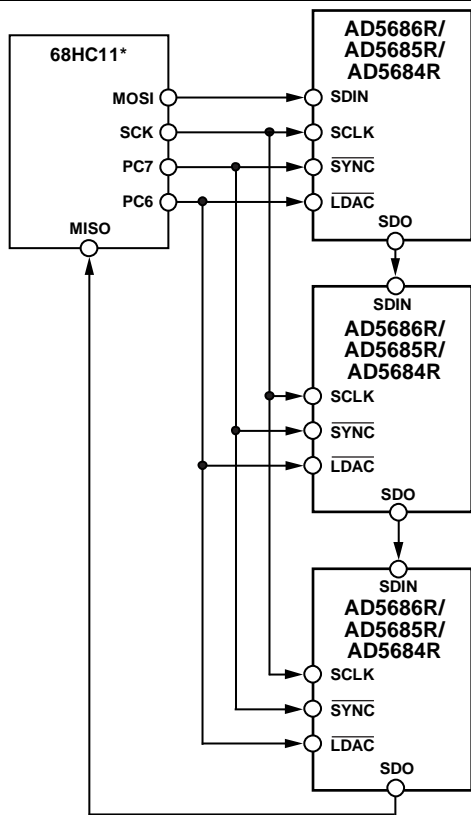 68HC11*
MOSI
SCK
PC7
PC6
MISO
AD5686R/
AD5685R/
AD5684R
SDIN
SCLK
SYNC
LDAC
SDO
SDIN
AD5686R/
AD5685R/
AD5684R
SCLK
SYNC
LDAC
SDO
SDIN
AD5686R/
AD5685R/
AD5684R
SCLK
SYNC
LDAC
SDO